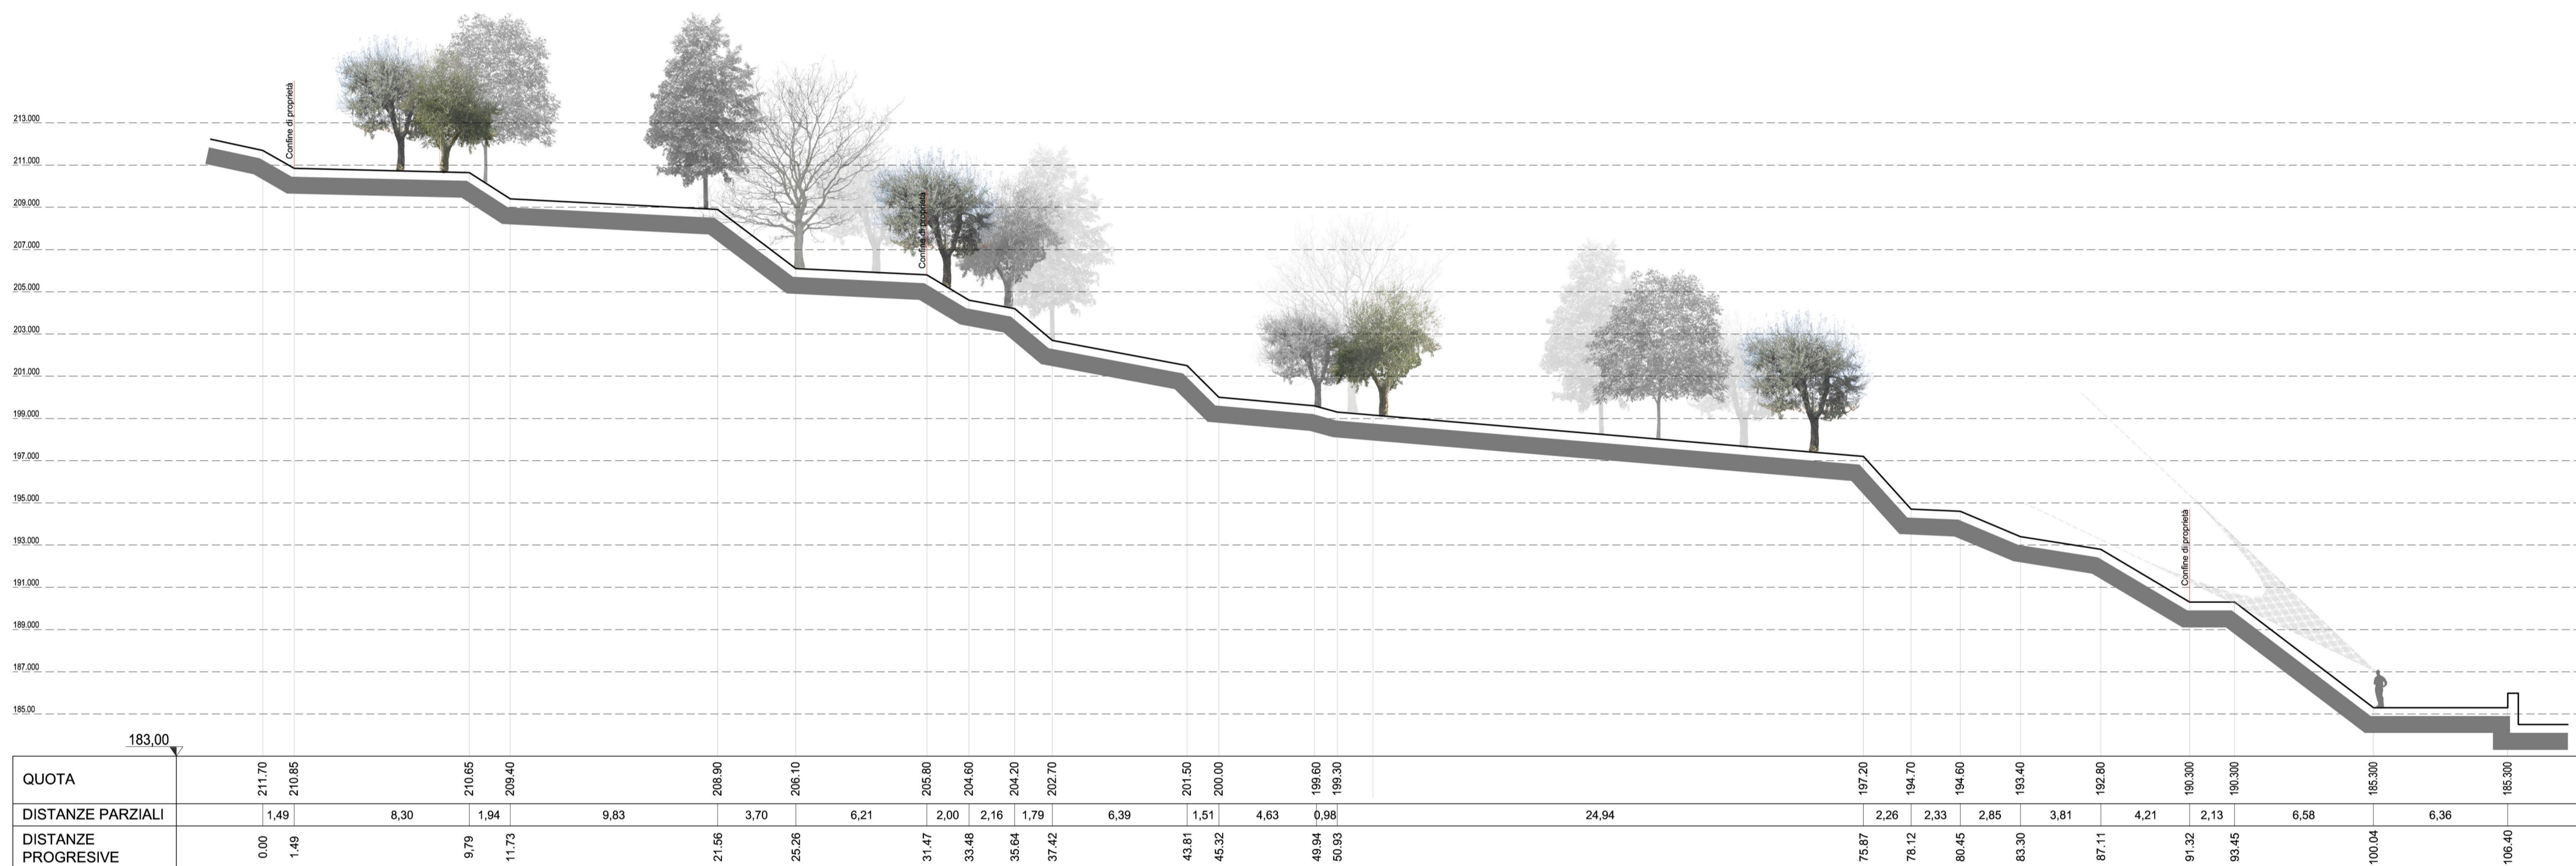 213.000
211.000
209.000
207.000
205.000
203.000
201.000
199.000
197.000
195.000
193.000
191.000
189.000
187.000
185.00
Confine di proprietà
Confine di proprietà
Confine di proprietà
183,00
QUOTA 211.70 210.85 210.65 209.40 208.90 206.10 205.80 204.60 204.20 202.70 201.50 200.00 199.60 199.30 197.20 194.70 194.60 193.40 192.80 190.300 190.300 185.300 185.300
DISTANZE PARZIALI 1,49 8,30 1,94 9,83 3,70 6,21 2,00 2,16 1,79 6,39 1,51 4,63 0,98 24,94 2,26 2,33 2,85 3,81 4,21 2,13 6,58 6,36
DISTANZE
PROGRESIVE 0.00 1.49 9,79 11.73 21.56 25.26 31.47 33.48 35.64 37.42 43.81 45.32 49.94 50.93 75.87 78.12 80.45 83.30 87.11 91.32 93.45 100.04 106.40